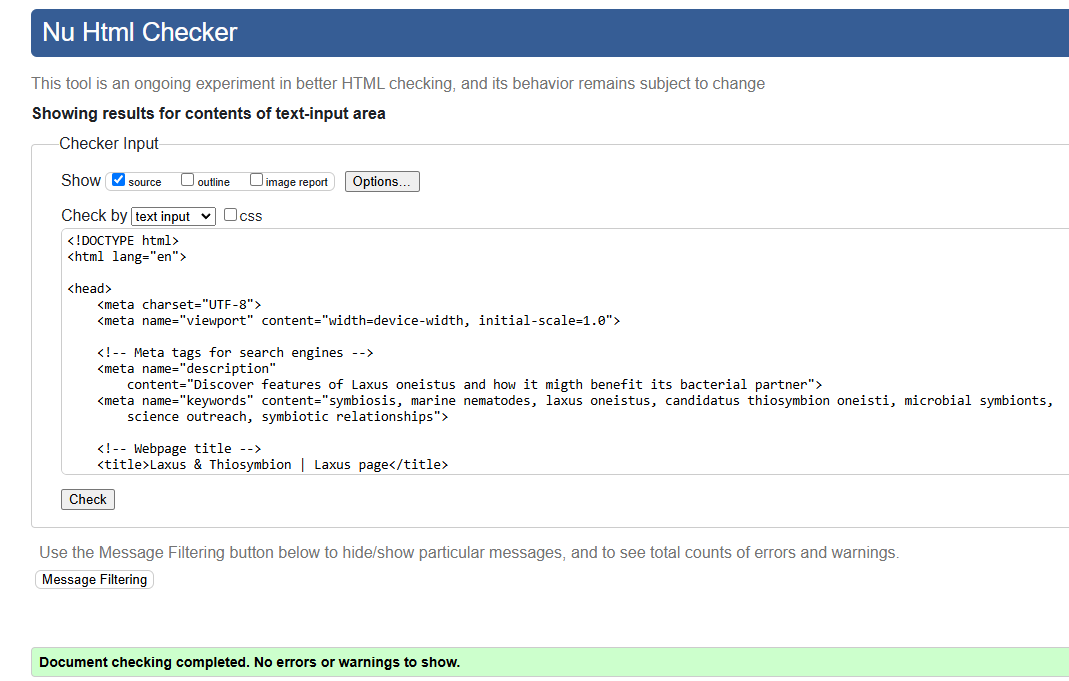 Nu Html Checker
This tool is an ongoing experiment in better HTML checking, and its behavior remains subject to change
Showing results for contents of text-input area
Checker Input
Show source outline image report Options...
Check by text input css
<!DOCTYPE html>
<html lang="en">
<head>
    <meta charset="UTF-8">
    <meta name="viewport" content="width=device-width, initial-scale=1.0">
    <!-- Meta tags for search engines -->
    <meta name="description"
        content="Discover features of Laxus oneistus and how it migth benefit its bacterial partner">
    <meta name="keywords" content="symbiosis, marine nematodes, laxus oneistus, candidatus thiosymbion oneisti, microbial symbionts,
        science outreach, symbiotic relationships">
    <!-- Webpage title -->
    <title>Laxus & Thiosymbion | Laxus page</title>
Check
Use the Message Filtering button below to hide/show particular messages, and to see total counts of errors and warnings.
Message Filtering
Document checking completed. No errors or warnings to show.